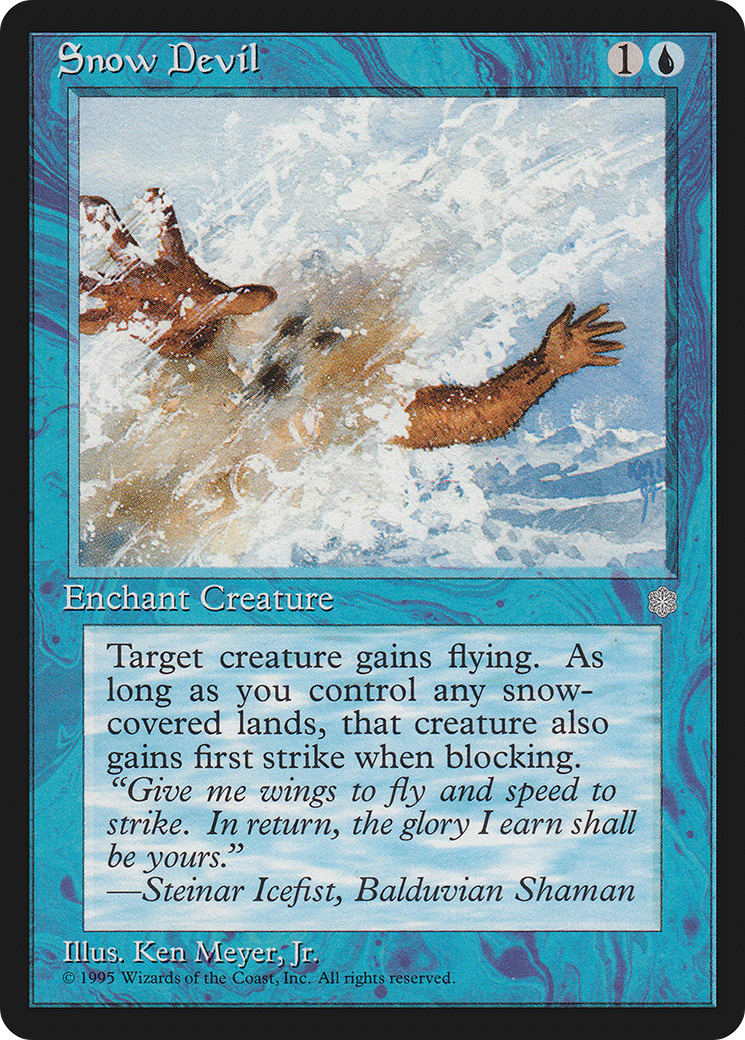 Snow Devil
1
Enchant Creature
Target creature gains flying. As
long as you control any snow-
covered lands, that creature also
gains first strike when blocking.
“Give me wings to fly and speed to
strike. In return, the glory I earn shall
be yours.”
—Steinar Icefist, Balduvian Shaman
Illus. Ken Meyer, Jr.
© 1995 Wizards of the Coast, Inc. All rights reserved.